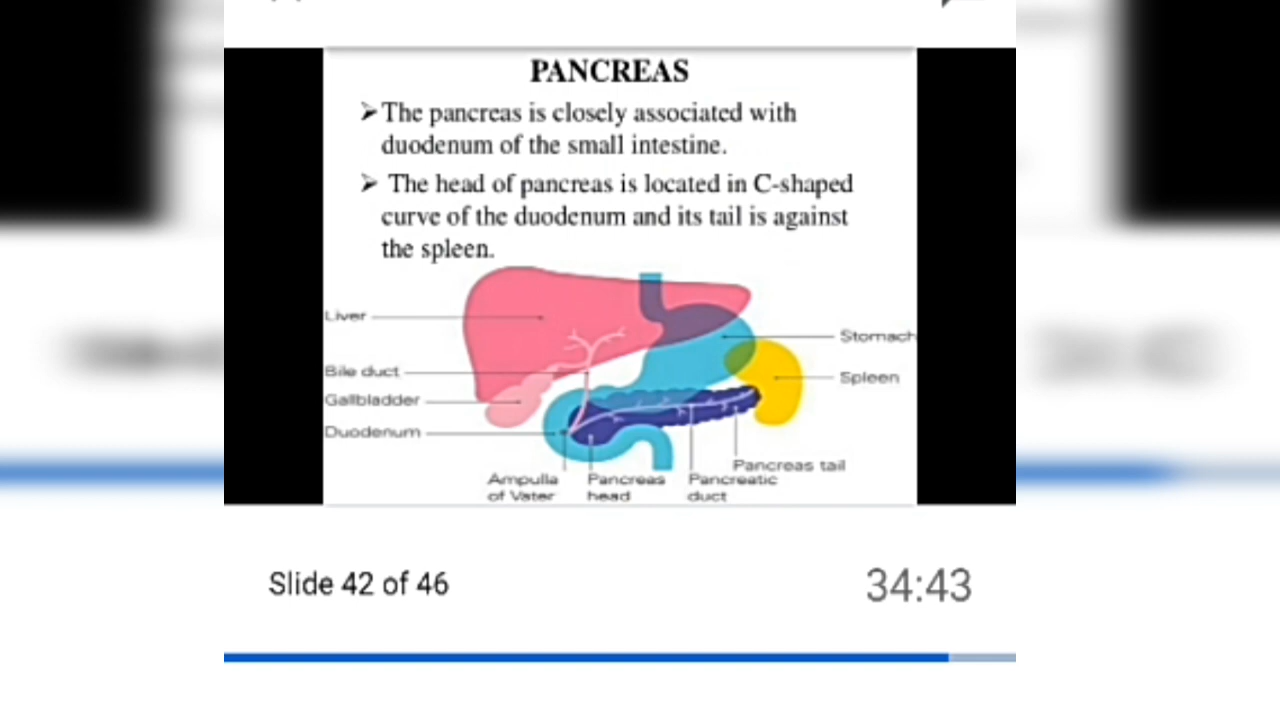 PANCREAS
➢The pancreas is closely associated with
duodenum of the small intestine.
➢ The head of pancreas is located in C-shaped
curve of the duodenum and its tail is against
the spleen.
Liver
Stomach
Bile duct
Spleen
Gallbladder
Duodenum
Pancreas tail
Ampulla
of Vater
Pancreas
head
Pancreatic
duct
Slide 42 of 46
34:43